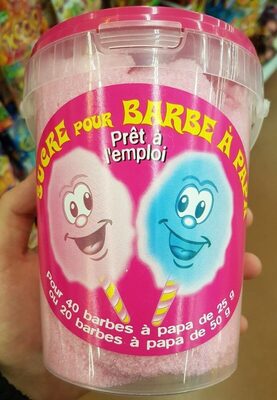 SUCRE POUR BARBE À PAPA
Prêt à
l'emploi
Pour 40 barbes à papa de 25 g
ou 20 barbes à papa de 50 g